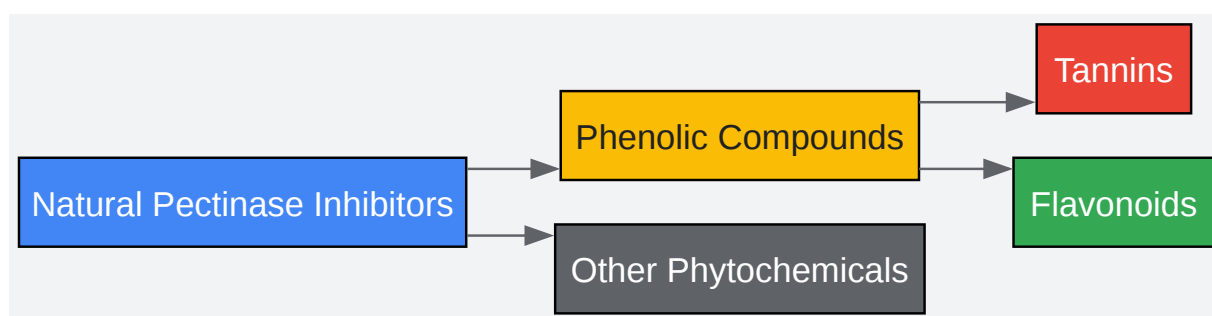 Natural Pectinase Inhibitors
Phenolic Compounds
Other Phytochemicals
Tannins
Flavonoids